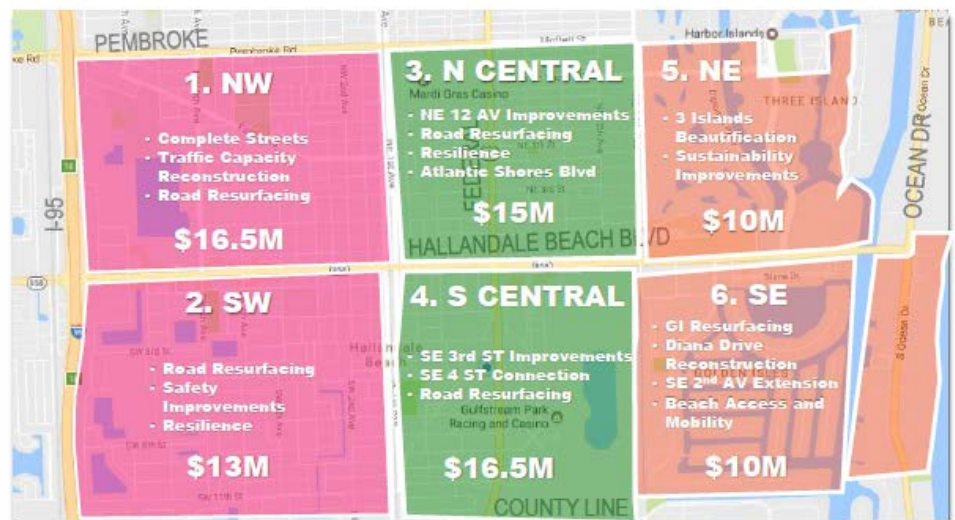 PEMBROKE
Pembroke Rd
Harbor Islands
1. NW
• Complete Streets
• Traffic Capacity
Reconstruction
• Road Resurfacing
$16.5M
3. N CENTRAL
Mardi Gras Casino
• NE 12 AV Improvements
• Road Resurfacing
• Resilience
• Atlantic Shores Blvd
$15M
5. NE
THREE ISLAND
• 3 Islands
Beautification
• Sustainability
Improvements
$10M
I-95
OCEAN DR
Ocean Dr
HALLANDALE BEACH BLVD
2. SW
• Road Resurfacing
• Safety
Improvements
• Resilience
$13M
4. S CENTRAL
• SE 3rd ST Improvements
• SE 4 ST Connection
• Road Resurfacing
Gulfstream Park
Racing and Casino
$16.5M
COUNTY LINE
6. SE
• GI Resurfacing
• Diana Drive
Reconstruction
• SE 2nd AV Extension
• Beach Access and
Mobility
$10M
S Ocean Dr